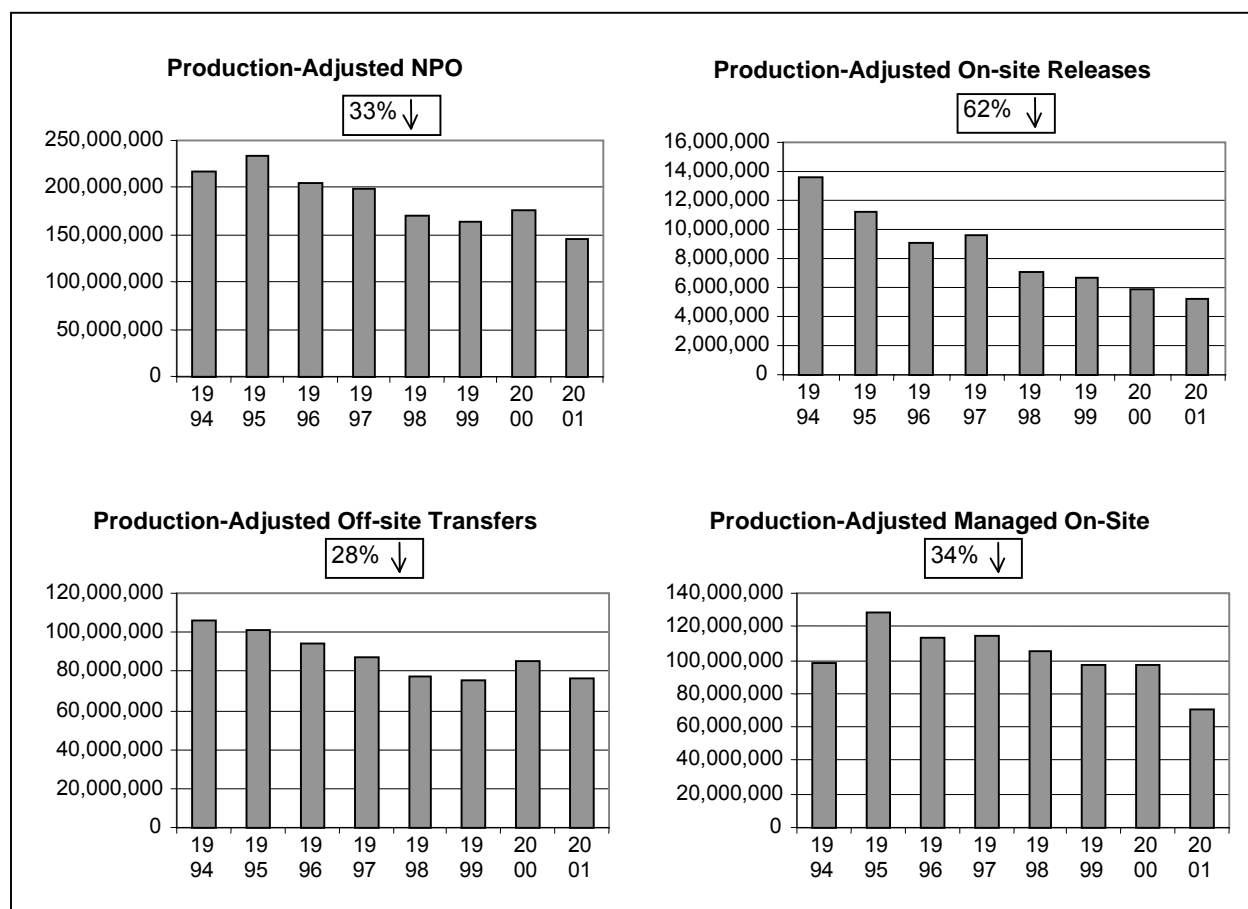 Production-Adjusted NPO
33% ↓
250,000,000
200,000,000
150,000,000
100,000,000
50,000,000
0
19 19 19 19 19 19 20 20
94 95 96 97 98 99 00 01
Production-Adjusted On-site Releases
62% ↓
16,000,000
14,000,000
12,000,000
10,000,000
8,000,000
6,000,000
4,000,000
2,000,000
0
19 19 19 19 19 19 20 20
94 95 96 97 98 99 00 01
Production-Adjusted Off-site Transfers
28% ↓
120,000,000
100,000,000
80,000,000
60,000,000
40,000,000
20,000,000
0
19 19 19 19 19 19 20 20
94 95 96 97 98 99 00 01
Production-Adjusted Managed On-Site
34% ↓
140,000,000
120,000,000
100,000,000
80,000,000
60,000,000
40,000,000
20,000,000
0
19 19 19 19 19 19 20 20
94 95 96 97 98 99 00 01